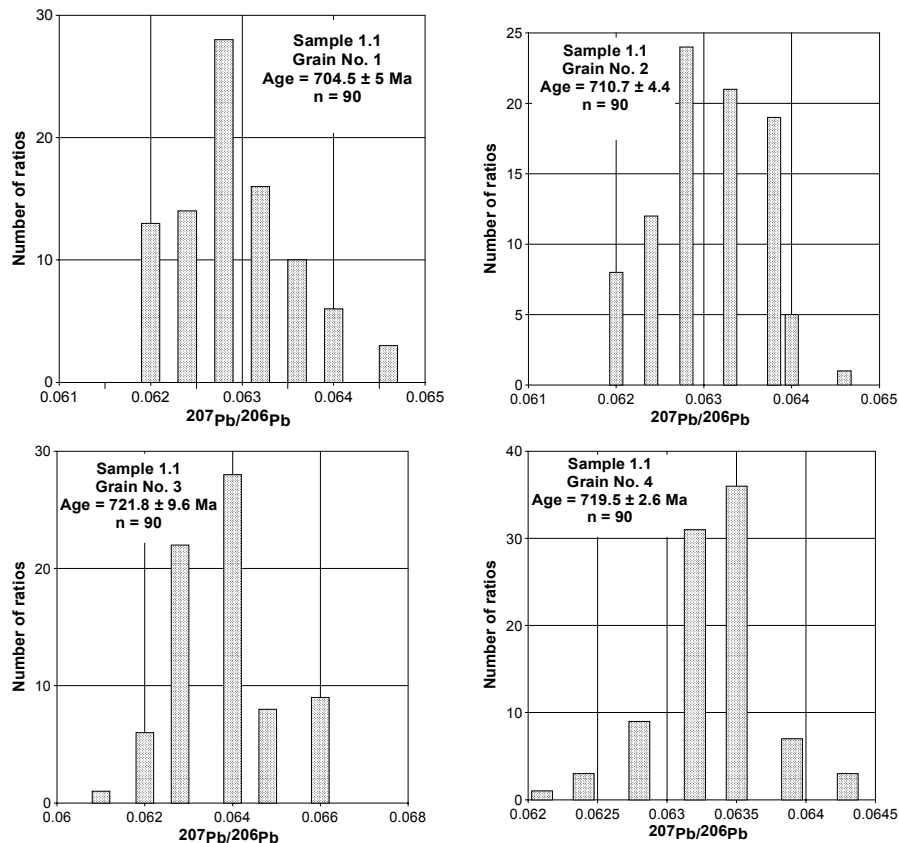 30
20
10
0
Number of ratios
Sample 1.1
Grain No. 1
Age = 704.5 ± 5 Ma
n = 90
0.061 0.062 0.063 0.064 0.065
207Pb/206Pb
25
20
15
10
5
0
Number of ratios
Sample 1.1
Grain No. 2
Age = 710.7 ± 4.4
n = 90
0.061 0.062 0.063 0.064 0.065
207Pb/206Pb
30
20
10
0
Number of ratios
Sample 1.1
Grain No. 3
Age = 721.8 ± 9.6 Ma
n = 90
0.06 0.062 0.064 0.066 0.068
207Pb/206Pb
40
30
20
10
0
Number of ratios
Sample 1.1
Grain No. 4
Age = 719.5 ± 2.6 Ma
n = 90
0.062 0.0625 0.063 0.0635 0.064 0.0645
207Pb/206Pb